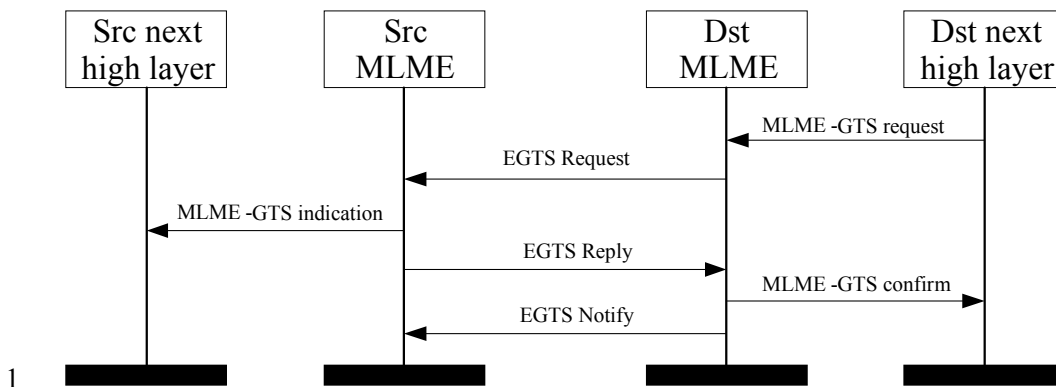 Src next
high layer
Src
MLME
Dst
MLME
Dst next
high layer
MLME -GTS request
EGTS Request
MLME -GTS indication
EGTS Reply
MLME -GTS confirm
EGTS Notify
1